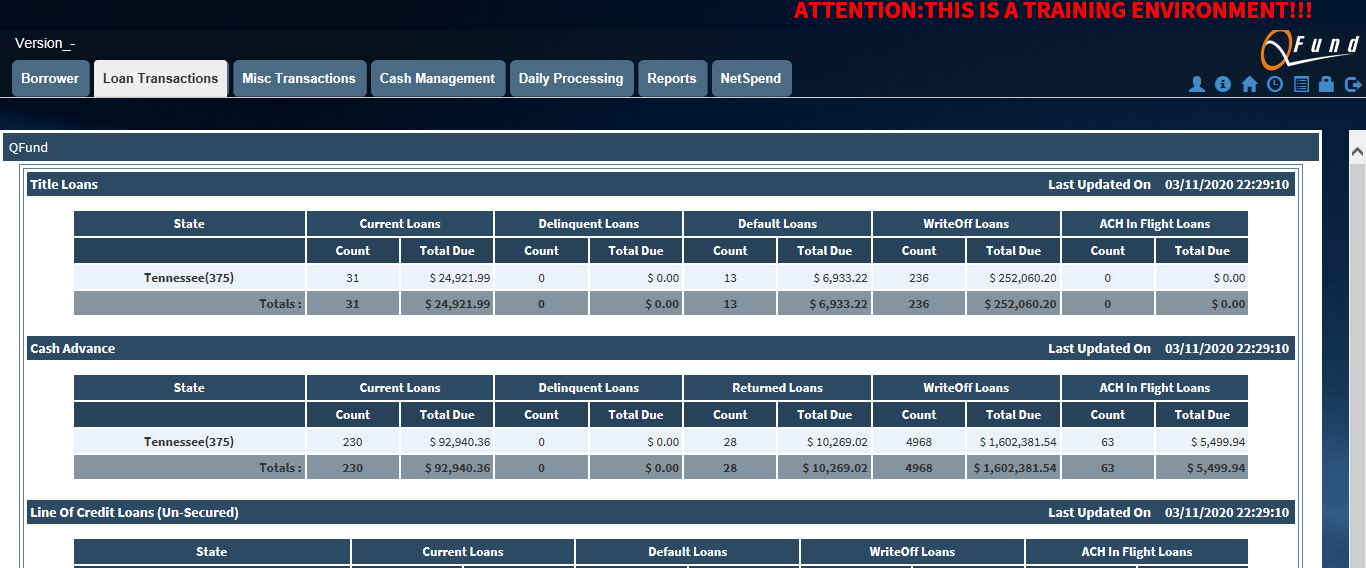 ATTENTION:THIS IS A TRAINING ENVIRONMENT!!!
Version_-
QFund
Borrower Loan Transactions Misc Transactions Cash Management Daily Processing Reports NetSpend
QFund
Title Loans Last Updated On 03/11/2020 22:29:10
State Current Loans Delinquent Loans Default Loans WriteOff Loans ACH In Flight Loans
Count Total Due Count Total Due Count Total Due Count Total Due Count Total Due
Tennessee(375) 31 $ 24,921.99 0 $ 0.00 13 $ 6,933.22 236 $ 252,060.20 0 $ 0.00
Totals : 31 $ 24,921.99 0 $ 0.00 13 $ 6,933.22 236 $ 252,060.20 0 $ 0.00
Cash Advance Last Updated On 03/11/2020 22:29:10
State Current Loans Delinquent Loans Returned Loans WriteOff Loans ACH In Flight Loans
Count Total Due Count Total Due Count Total Due Count Total Due Count Total Due
Tennessee(375) 230 $ 92,940.36 0 $ 0.00 28 $ 10,269.02 4968 $ 1,602,381.54 63 $ 5,499.94
Totals : 230 $ 92,940.36 0 $ 0.00 28 $ 10,269.02 4968 $ 1,602,381.54 63 $ 5,499.94
Line Of Credit Loans (Un-Secured) Last Updated On 03/11/2020 22:29:10
State Current Loans Default Loans WriteOff Loans ACH In Flight Loans